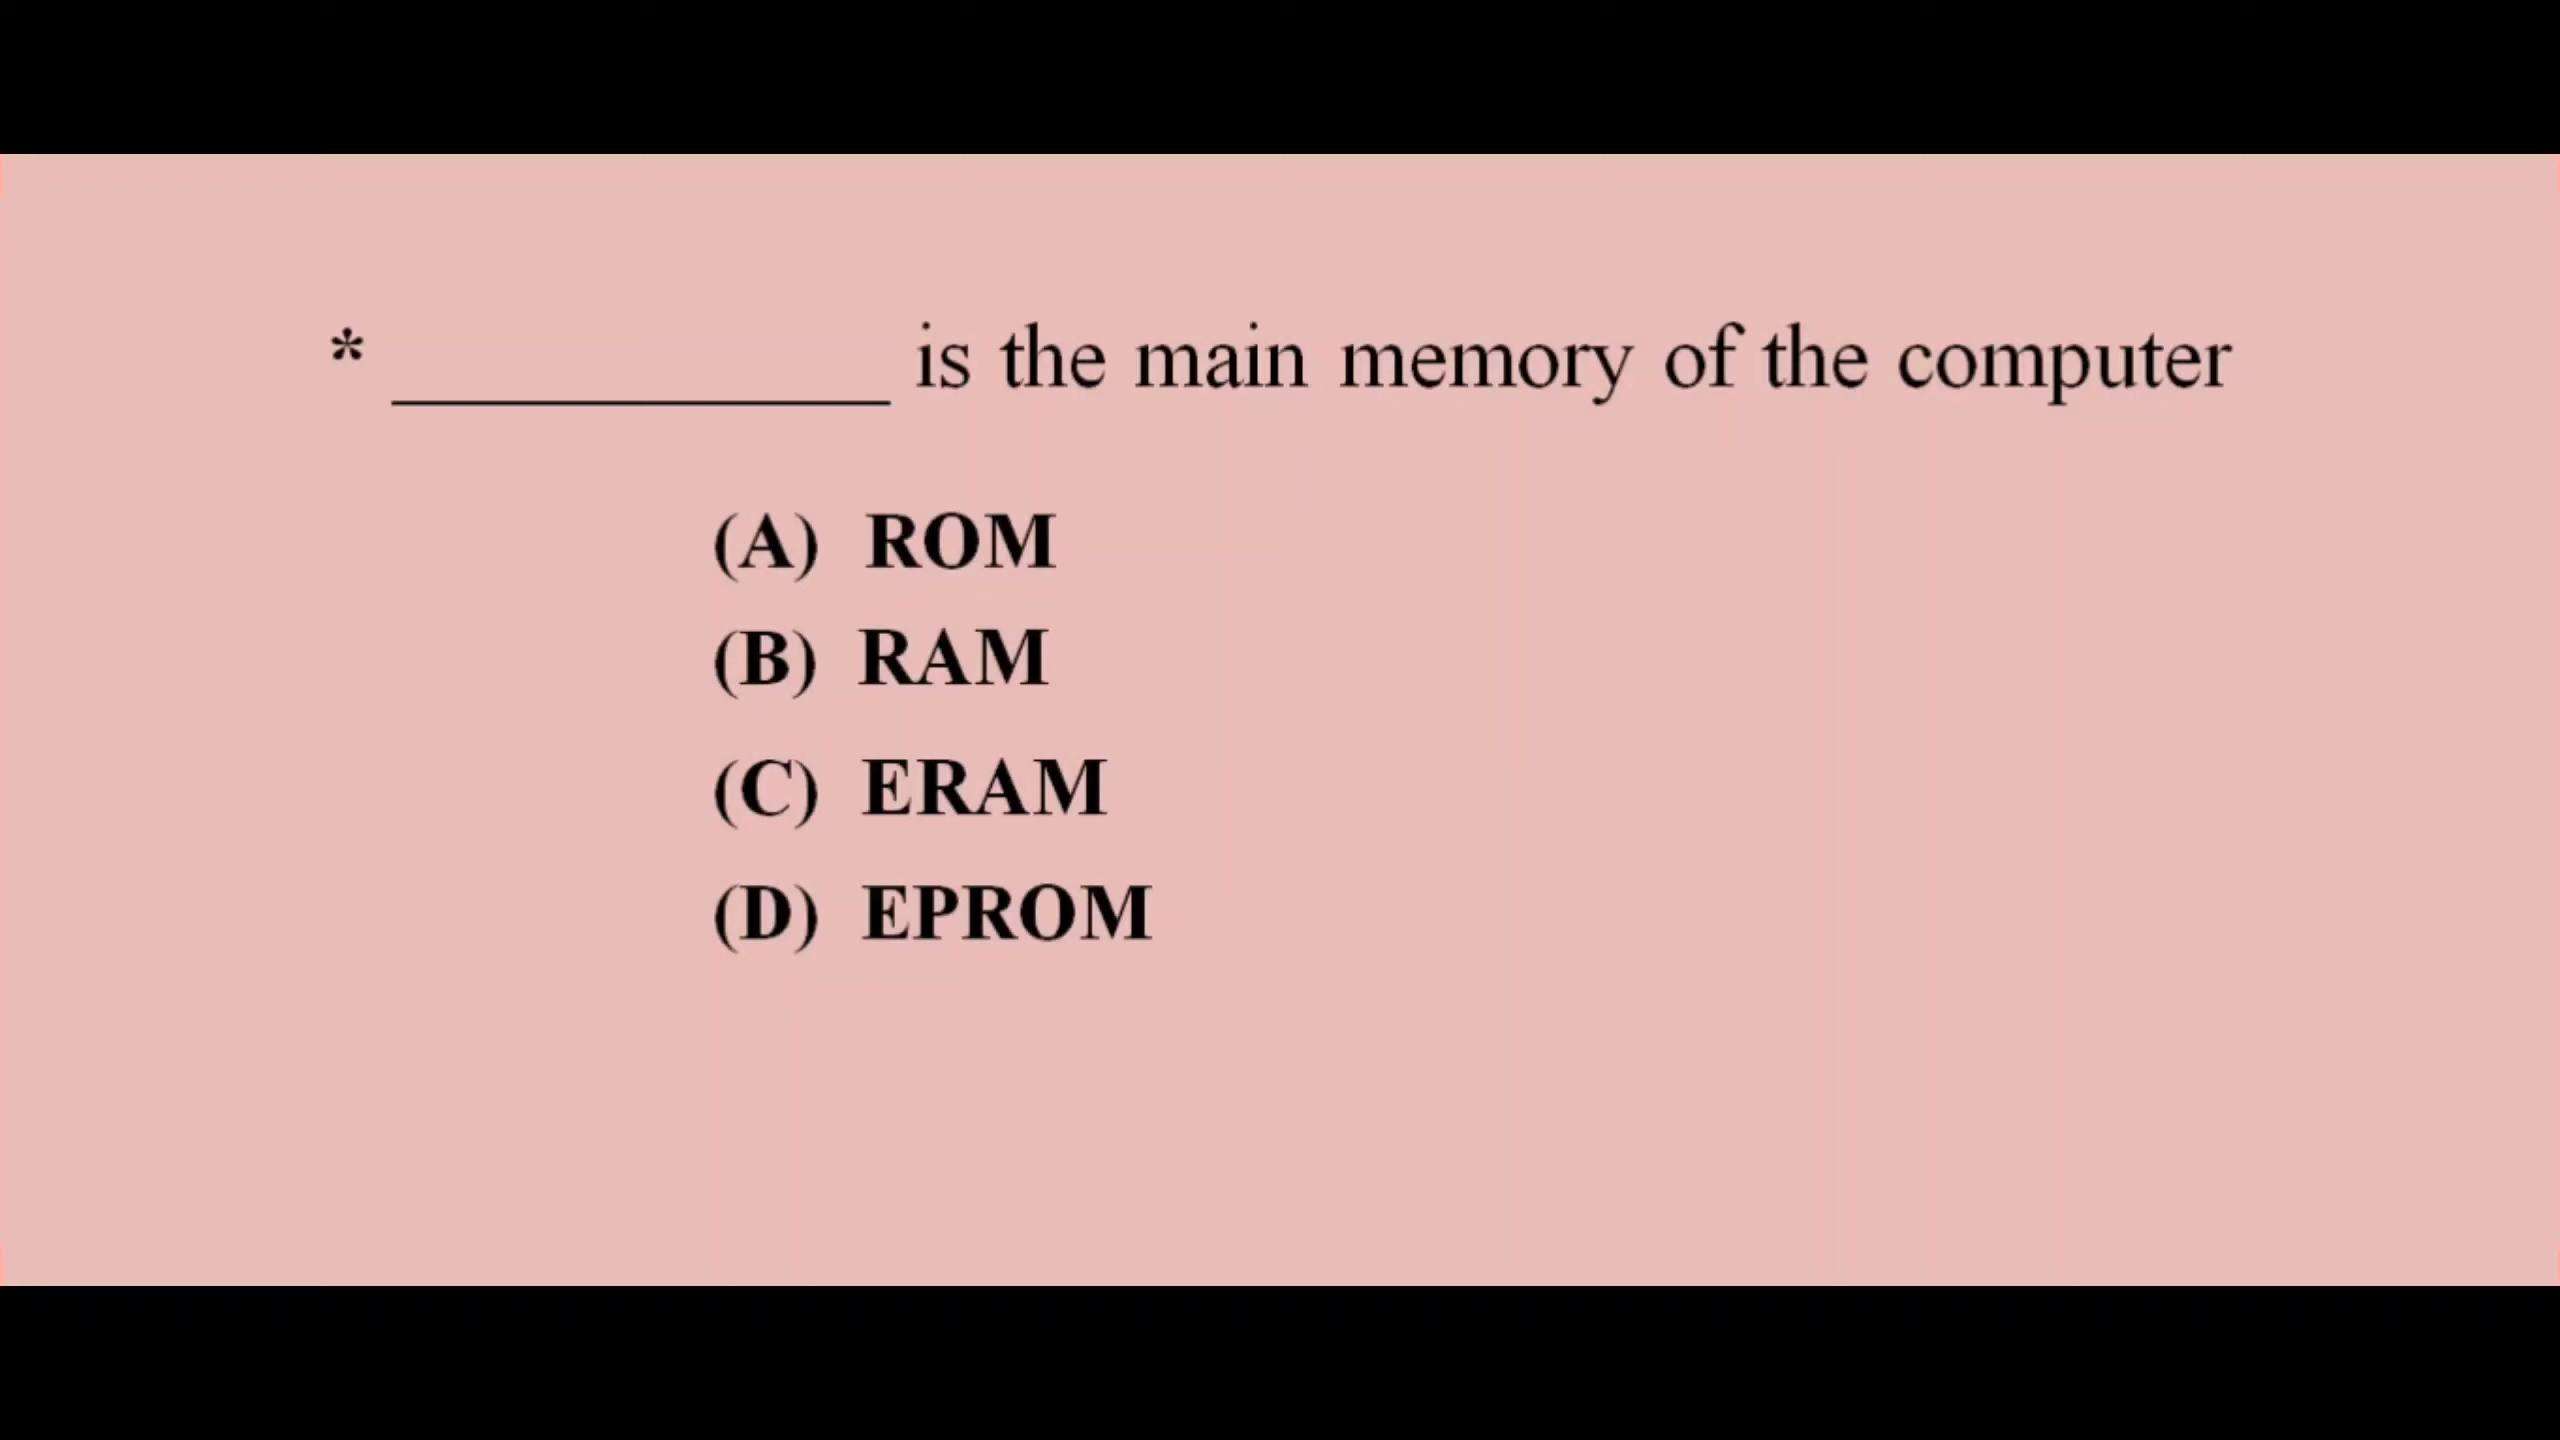 * ____________ is the main memory of the computer
(A) ROM
(B) RAM
(C) ERAM
(D) EPROM